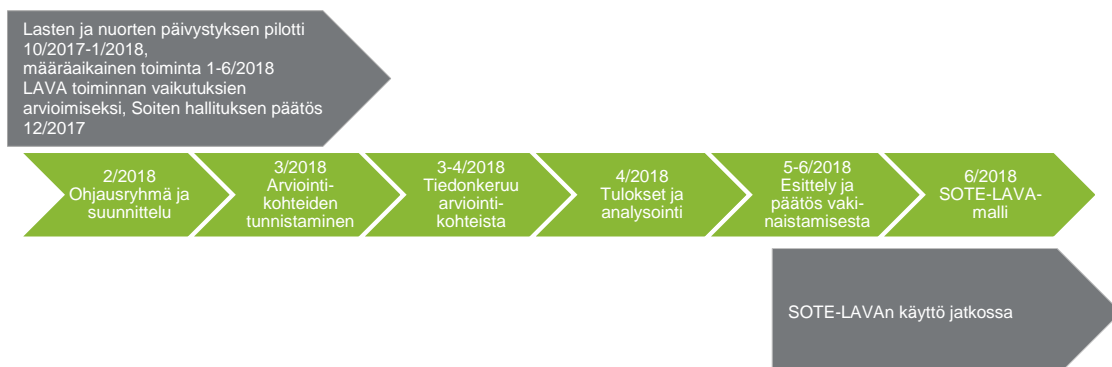 Lasten ja nuorten päivystyksen pilotti
10/2017-1/2018,
määräaikainen toiminta 1-6/2018
LAVA toiminnan vaikutuksien
arvioimiseksi, Soiten hallituksen päätös
12/2017
2/2018
Ohjausryhmä ja
suunnittelu
3/2018
Arviointi-
kohteiden
tunnistaminen
3-4/2018
Tiedonkeruu
arviointi-
kohteista
4/2018
Tulokset ja
analysointi
5-6/2018
Esittely ja
päätös vaki-
naistamisesta
6/2018
SOTE-LAVA-
malli
SOTE-LAVAn käyttö jatkossa